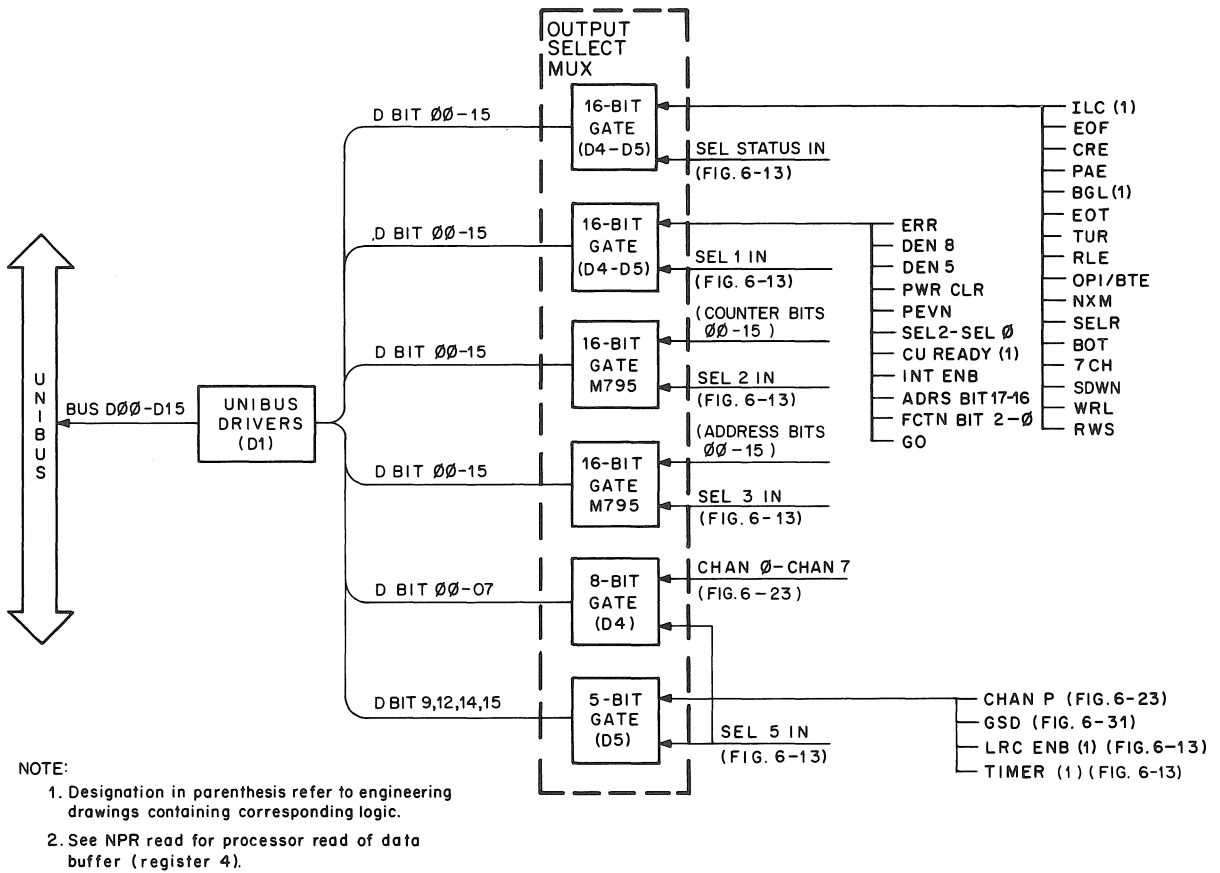 OUTPUT
SELECT
MUX
D BIT ØØ-15
16-BIT
GATE
(D4-D5)
SEL STATUS IN
(FIG. 6-13)
ILC (1)
EOF
CRE
PAE
BGL (1)
EOT
TUR
RLE
OPI/BTE
NXM
SELR
BOT
7 CH
SDWN
WRL
RWS
.D BIT ØØ-15
16-BIT
GATE
(D4-D5)
SEL 1 IN
(FIG. 6-13)
ERR
DEN 8
DEN 5
PWR CLR
PEVN
SEL2-SEL Ø
CU READY (1)
INT ENB
ADRS BIT 17-16
FCTN BIT 2-Ø
GO
D BIT ØØ-15
16-BIT
GATE
M795
(COUNTER BITS
ØØ-15)
SEL 2 IN
(FIG. 6-13)
UNIBUS
BUS DØØ-D15
UNIBUS
DRIVERS
(D1)
D BIT ØØ-15
16-BIT
GATE
M795
(ADDRESS BITS
ØØ-15)
SEL 3 IN
(FIG. 6-13)
D BIT ØØ-07
8-BIT
GATE
(D4)
CHAN Ø-CHAN 7
(FIG. 6-23)
D BIT 9,12,14,15
5-BIT
GATE
(D5)
SEL 5 IN
(FIG. 6-13)
CHAN P (FIG. 6-23)
GSD (FIG. 6-31)
LRC ENB (1) (FIG. 6-13)
TIMER (1) (FIG. 6-13)
NOTE:
1. Designation in parenthesis refer to engineering
drawings containing corresponding logic.
2. See NPR read for processor read of data
buffer (register 4).